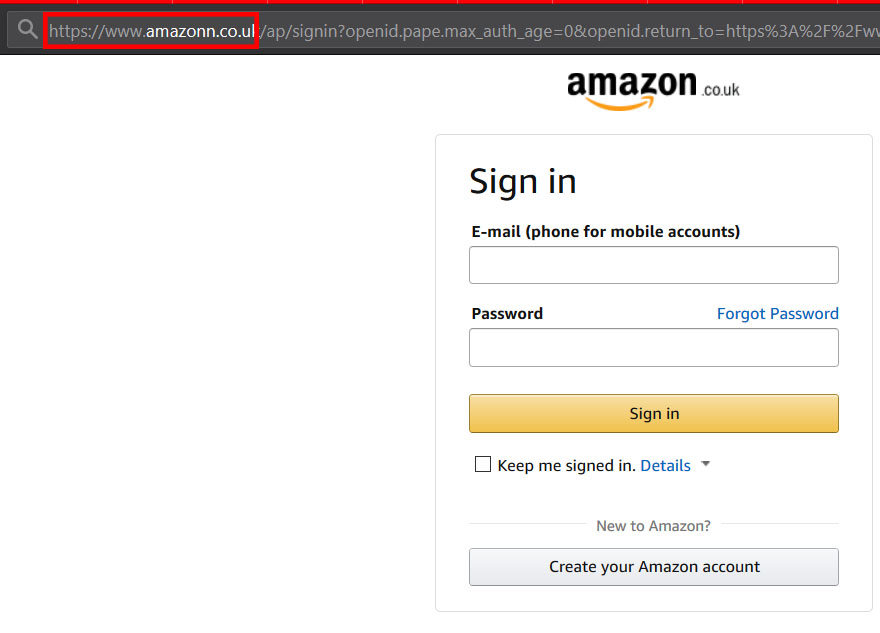 https://www.amazonn.co.uk/ap/signin?openid.pape.max_auth_age=0&openid.return_to=https%3A%2F%2Fw
amazon.co.uk
Sign in
E-mail (phone for mobile accounts)
Password Forgot Password
Sign in
Keep me signed in. Details
New to Amazon?
Create your Amazon account